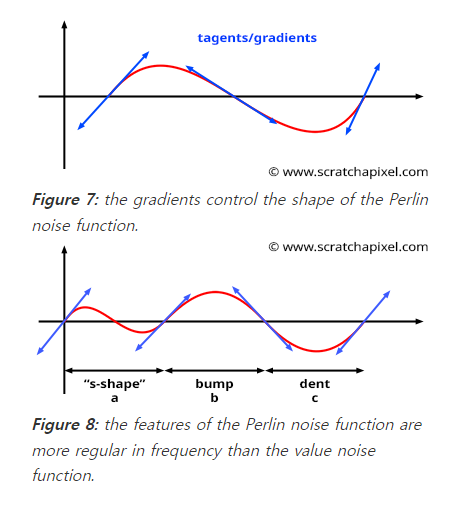 tagents/gradients
© www.scratchapixel.com
Figure 7: the gradients control the shape of the Perlin
noise function.
© www.scratchapixel.com
“s-shape” bump dent
a b c
Figure 8: the features of the Perlin noise function are
more regular in frequency than the value noise
function.